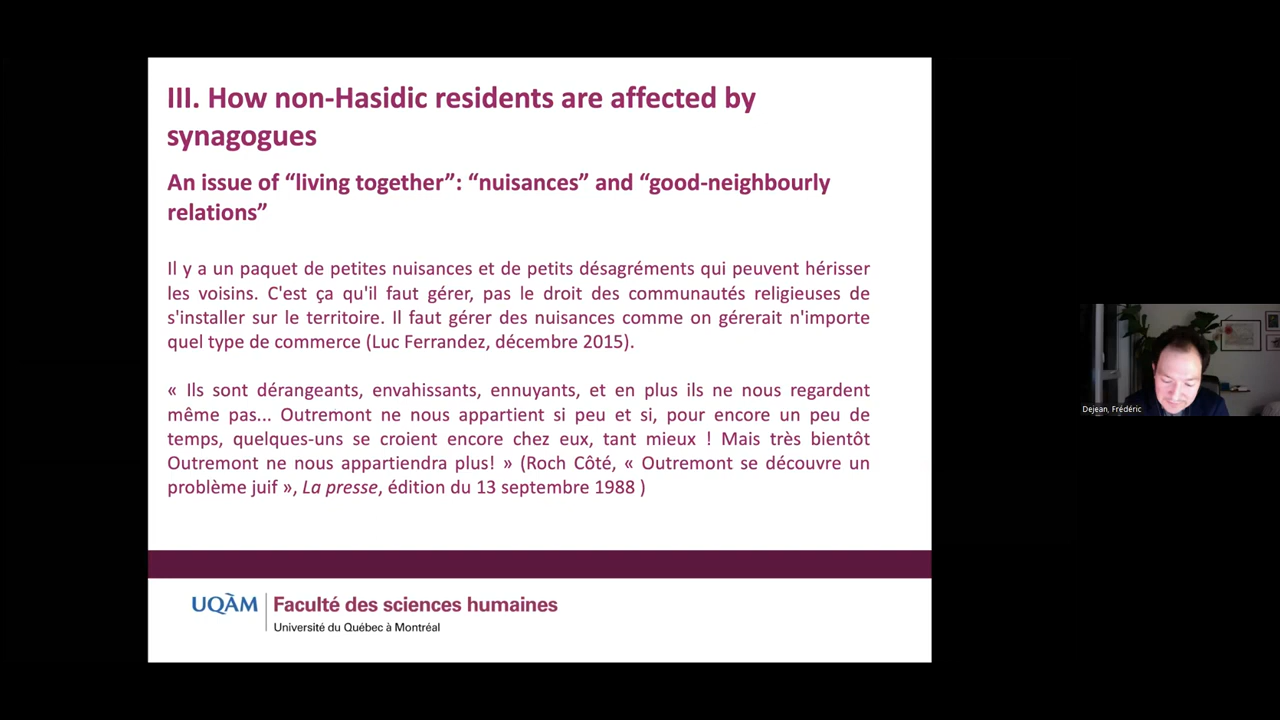 III. How non-Hasidic residents are affected by
synagogues
An issue of “living together”: “nuisances” and “good-neighbourly
relations”
Il y a un paquet de petites nuisances et de petits désagréments qui peuvent hérisser
les voisins. C'est ça qu'il faut gérer, pas le droit des communautés religieuses de
s'installer sur le territoire. Il faut gérer des nuisances comme on gérerait n'importe
quel type de commerce (Luc Ferrandez, décembre 2015).
« Ils sont dérangeants, envahissants, ennuyants, et en plus ils ne nous regardent
même pas... Outremont ne nous appartient si peu et si, pour encore un peu de
temps, quelques-uns se croient encore chez eux, tant mieux ! Mais très bientôt
Outremont ne nous appartiendra plus! » (Roch Côté, « Outremont se découvre un
problème juif », La presse, édition du 13 septembre 1988 )
UQÀM
Faculté des sciences humaines
Université du Québec à Montréal
Dejean, Frédéric